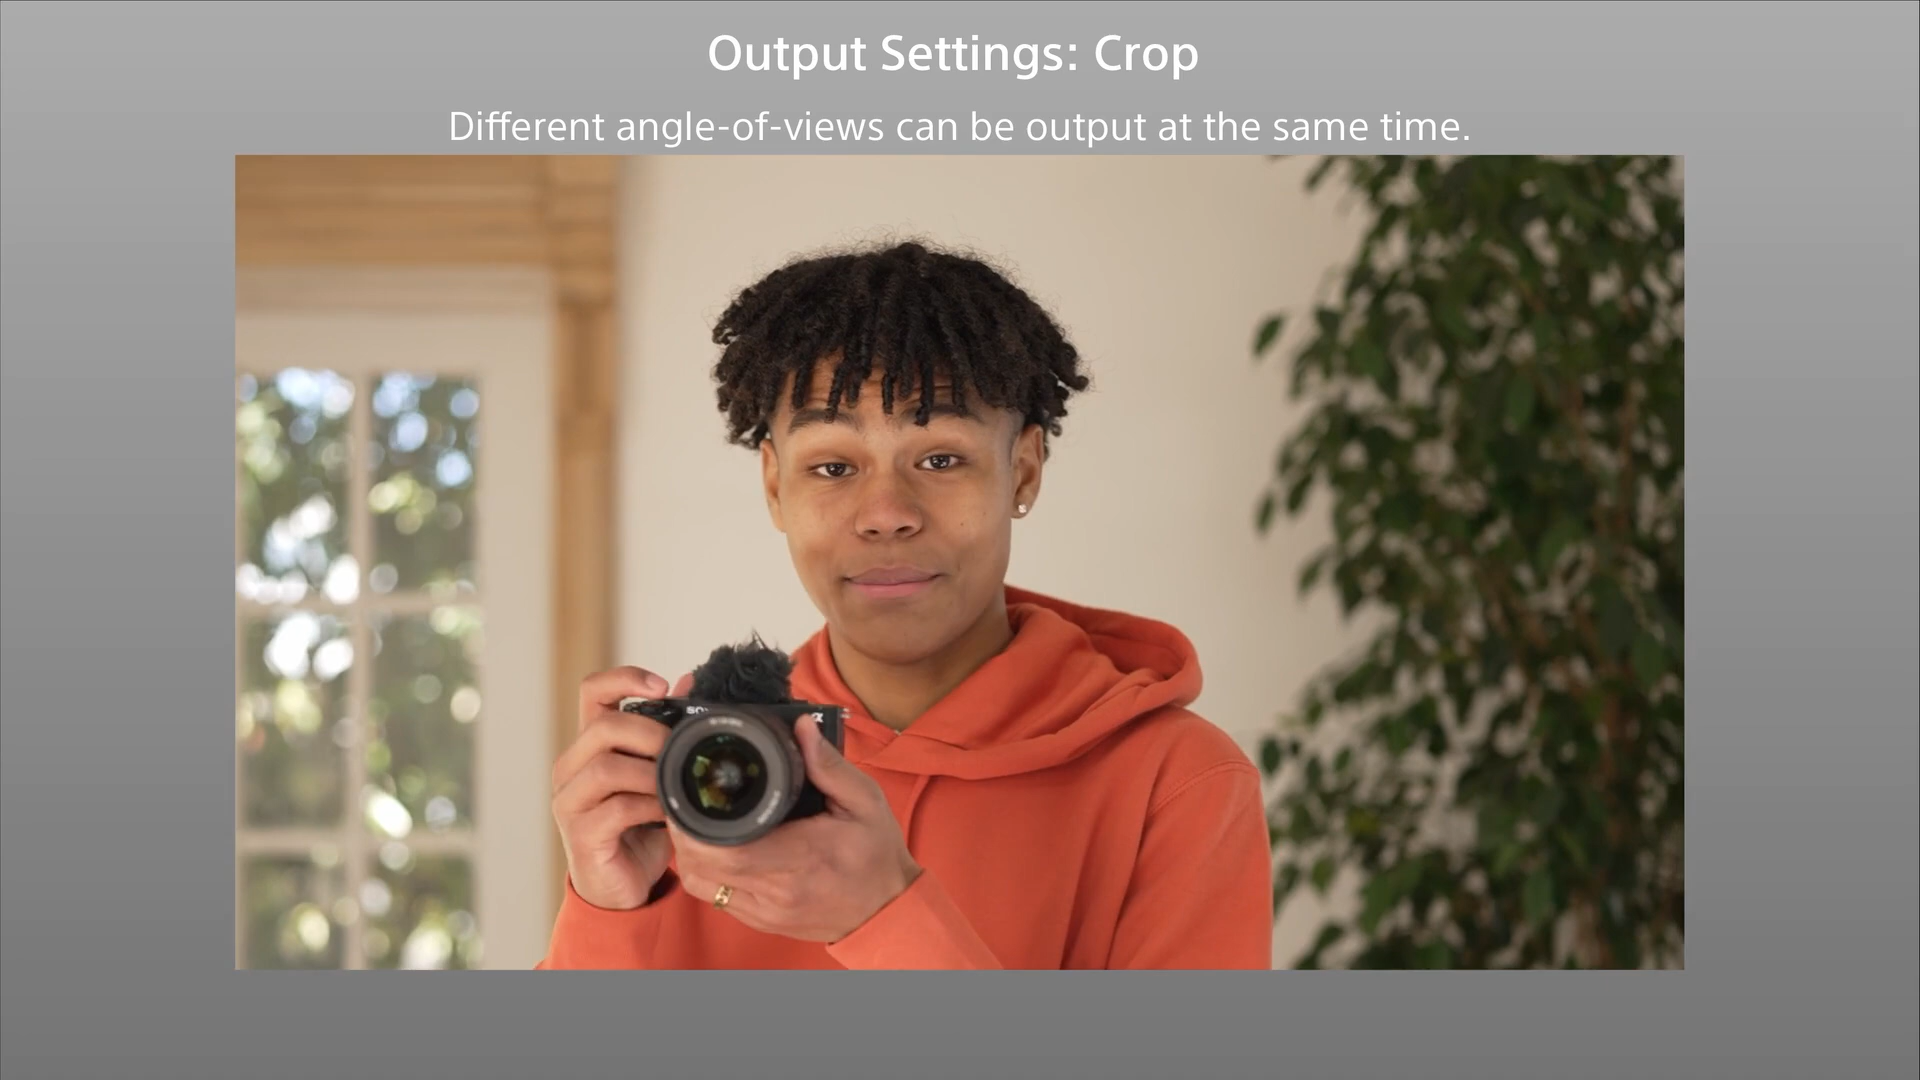 Output Settings: Crop
Different angle-of-views can be output at the same time.
α